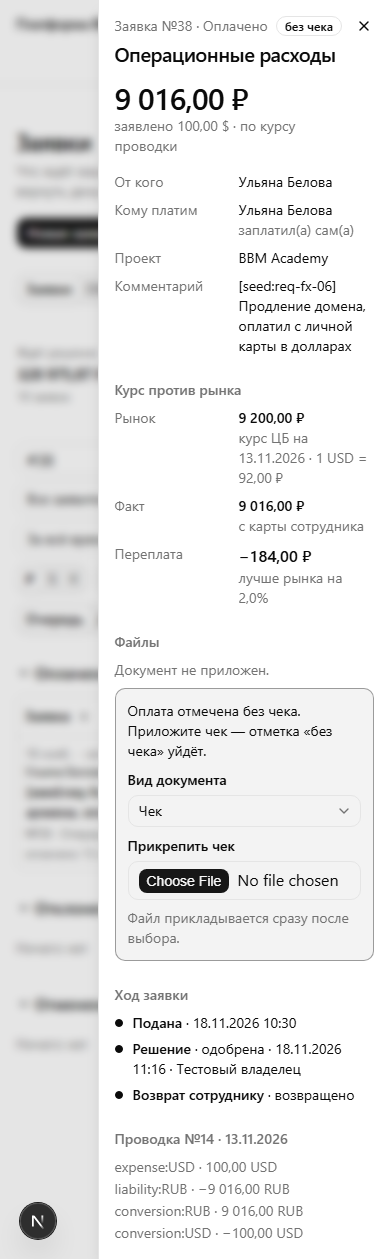 Заявка №38 · Оплачено без чека
Операционные расходы
9 016,00 ₽
заявлено 100,00 $ · по курсу
проводки
От кого Ульяна Белова
Кому платим Ульяна Белова
заплатил(а) сам(а)
Проект BBM Academy
Комментарий [seed:req-fx-06]
Продление домена,
оплатил с личной
карты в долларах
Курс против рынка
Рынок 9 200,00 ₽
курс ЦБ на
13.11.2026 · 1 USD =
92,00 ₽
Факт 9 016,00 ₽
с карты сотрудника
Переплата −184,00 ₽
лучше рынка на
2,0%
Файлы
Документ не приложен.
Оплата отмечена без чека.
Приложите чек — отметка «без
чека» уйдёт.
Вид документа
Чек
Прикрепить чек
Choose File No file chosen
Файл прикладывается сразу после
выбора.
Ход заявки
Подана · 18.11.2026 10:30
Решение · одобрена · 18.11.2026
11:16 · Тестовый владелец
Возврат сотруднику · возвращено
Проводка №14 · 13.11.2026
expense:USD · 100,00 USD
liability:RUB · −9 016,00 RUB
conversion:RUB · 9 016,00 RUB
conversion:USD · −100,00 USD
N